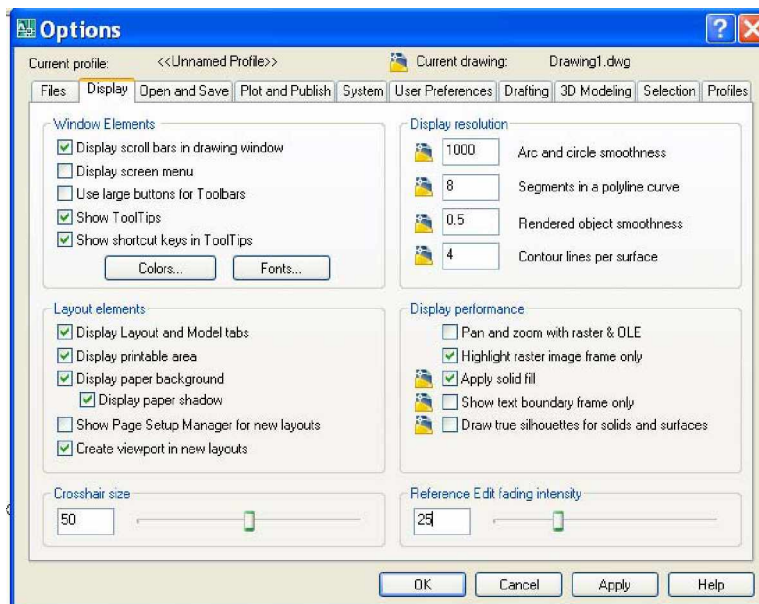 Options
Current profile: <<Unnamed Profile>> Current drawing: Drawing1.dwg
Files Display Open and Save Plot and Publish System User Preferences Drafting 3D Modeling Selection Profiles
Window Elements
Display scroll bars in drawing window
Display screen menu
Use large buttons for Toolbars
Show ToolTips
Show shortcut keys in ToolTips
Colors... Fonts...
Display resolution
1000 Arc and circle smoothness
8 Segments in a polyline curve
0.5 Rendered object smoothness
4 Contour lines per surface
Layout elements
Display Layout and Model tabs
Display printable area
Display paper background
Display paper shadow
Show Page Setup Manager for new layouts
Create viewport in new layouts
Display performance
Pan and zoom with raster & OLE
Highlight raster image frame only
Apply solid fill
Show text boundary frame only
Draw true silhouettes for solids and surfaces
Crosshair size
50
Reference Edit fading intensity
25
OK Cancel Apply Help